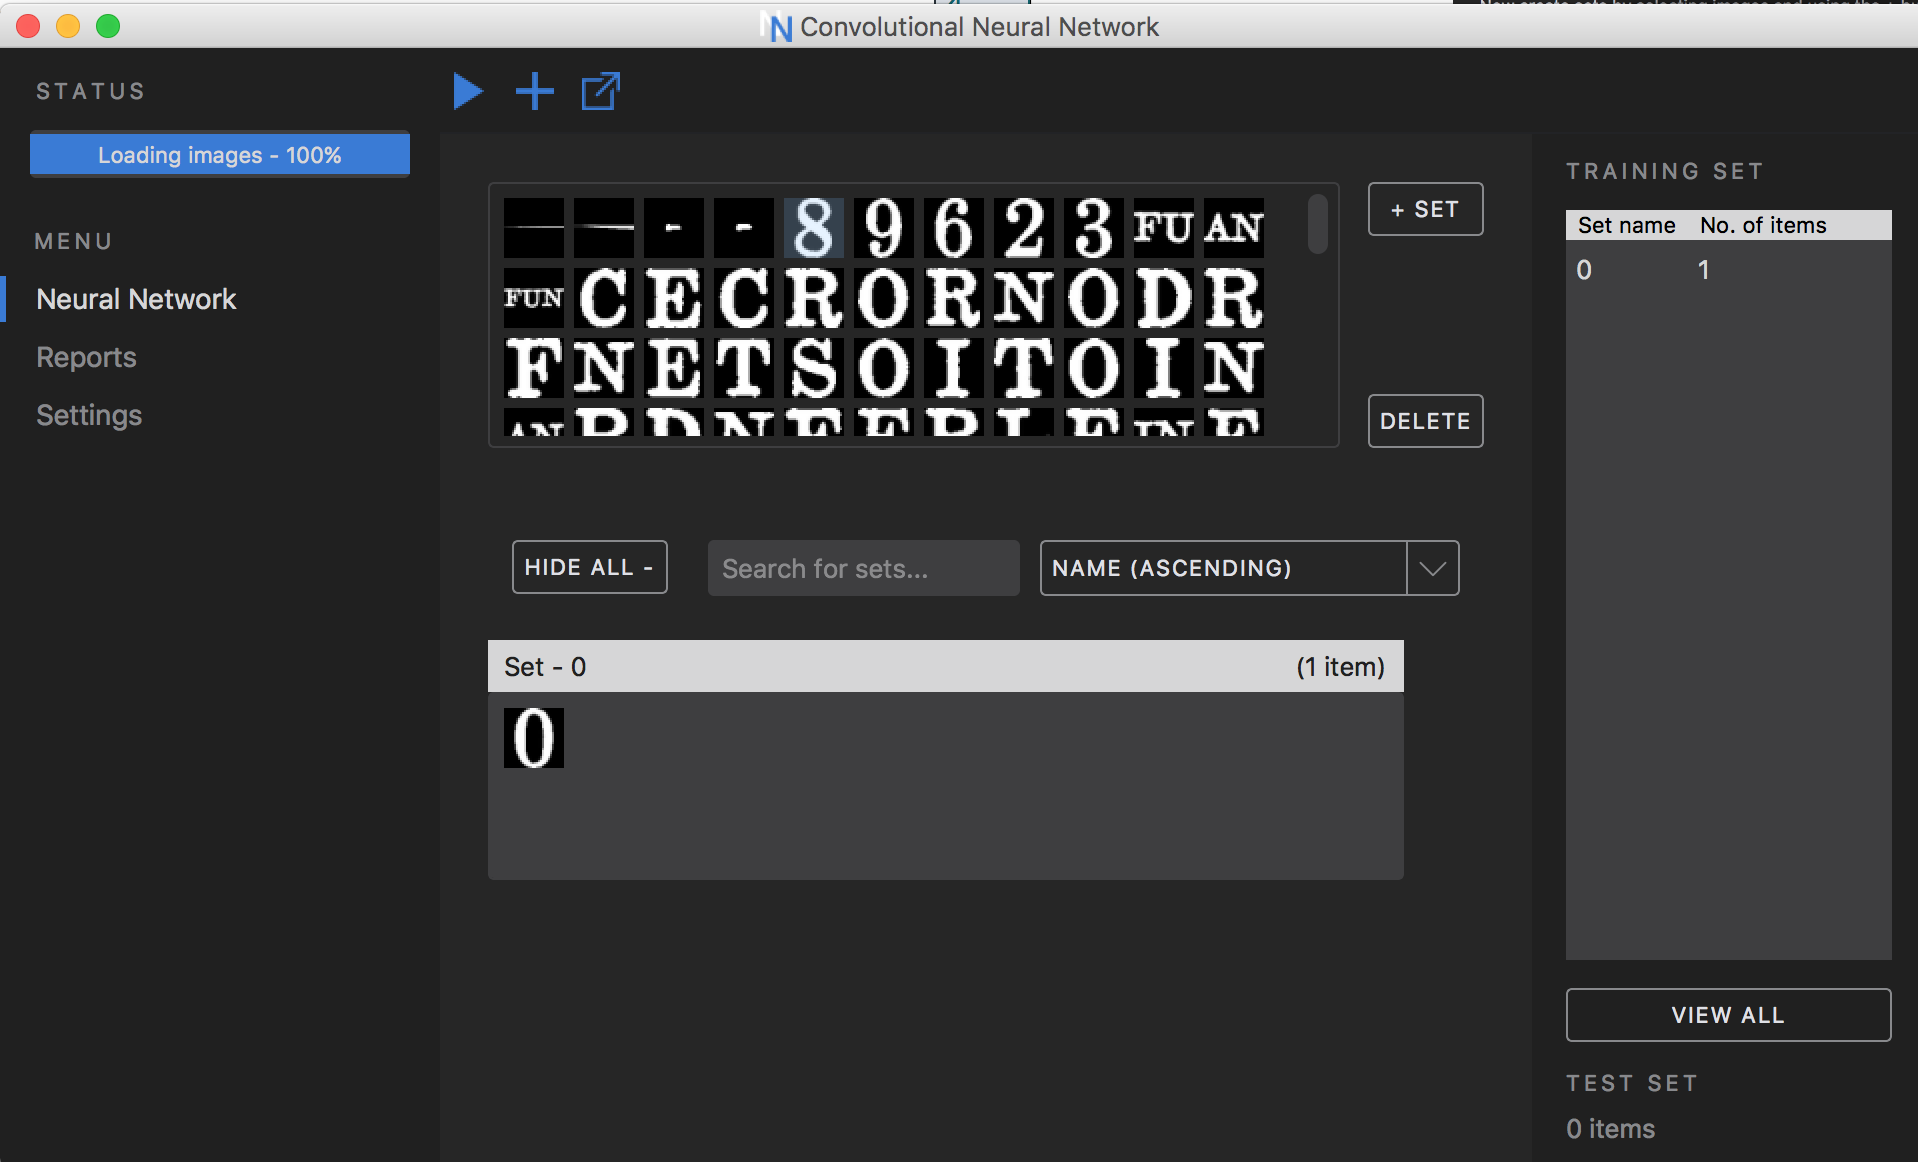 Convolutional Neural Network
STATUS
Loading images - 100%
MENU
Neural Network
Reports
Settings
- - 8 9 6 2 3 FU AN
FUN C E C R O R N O D R
F N E T S O I T O I N
+ SET
DELETE
HIDE ALL -
Search for sets...
NAME (ASCENDING)
Set - 0 (1 item)
0
TRAINING SET
Set name No. of items
0 1
VIEW ALL
TEST SET
0 items